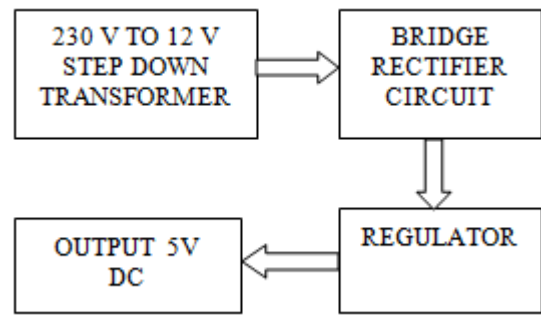 230 V TO 12 V
STEP DOWN
TRANSFORMER
BRIDGE
RECTIFIER
CIRCUIT
REGULATOR
OUTPUT 5V
DC